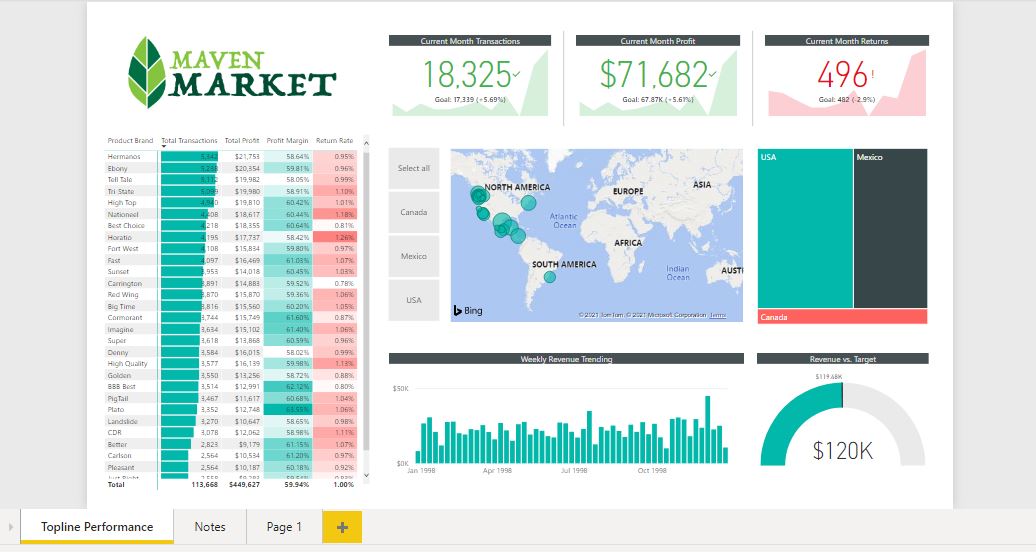 MAVEN
MARKET
Current Month Transactions
18,325
Goal: 17,339 (+5.69%)
Current Month Profit
$71,682
Goal: 67.87K (+5.61%)
Current Month Returns
496!
Goal: 482 (-2.9%)
Product Brand Total Transactions Total Profit Profit Margin Return Rate
Hermanos 5,342 $21,753 58.64% 0.95%
Ebony 5,238 $20,354 59.81% 0.96%
Tell Tale 5,112 $19,982 58.05% 0.99%
Tri-State 5,099 $19,980 58.91% 1.10%
High Top 4,940 $19,810 60.42% 1.01%
Nationeel 4,408 $18,617 60.44% 1.18%
Best Choice 4,218 $18,355 60.64% 0.81%
Horatio 4,195 $17,737 58.42% 1.26%
Fort West 4,108 $15,834 59.80% 0.97%
Fast 4,097 $16,469 61.03% 1.07%
Sunset 3,953 $14,018 60.45% 1.03%
Carrington 3,891 $14,883 59.52% 0.78%
Red Wing 3,870 $15,870 59.36% 1.06%
Big Time 3,816 $15,560 60.20% 1.05%
Cormorant 3,744 $15,749 61.60% 0.87%
Imagine 3,634 $15,102 61.40% 1.06%
Super 3,618 $13,868 60.59% 0.96%
Denny 3,584 $16,015 58.02% 0.99%
High Quality 3,577 $16,139 59.98% 1.13%
Golden 3,550 $13,256 58.72% 0.88%
BBB Best 3,514 $12,991 62.12% 0.80%
PigTail 3,467 $11,617 60.68% 1.04%
Plato 3,352 $12,748 63.55% 1.06%
Landslide 3,270 $10,647 58.65% 0.98%
CDR 3,078 $12,062 58.98% 1.11%
Better 2,823 $9,179 61.15% 1.07%
Carlson 2,564 $10,534 61.20% 0.97%
Pleasant 2,564 $10,187 60.18% 0.92%
Just Right
Total 113,668 $449,627 59.94% 1.00%
Select all
Canada
Mexico
USA
NORTH AMERICA
EUROPE
ASIA
Atlantic
Ocean
AFRICA
SOUTH AMERICA
Indian
Ocean
AUSTI
Bing
© 2021 TomTom, © 2021 Microsoft Corporation Terms
USA
Mexico
Canada
Weekly Revenue Trending
$50K
$0K
Jan 1998 Apr 1998 Jul 1998 Oct 1998
Revenue vs. Target
$119.48K
$120K
Topline Performance Notes Page 1 +